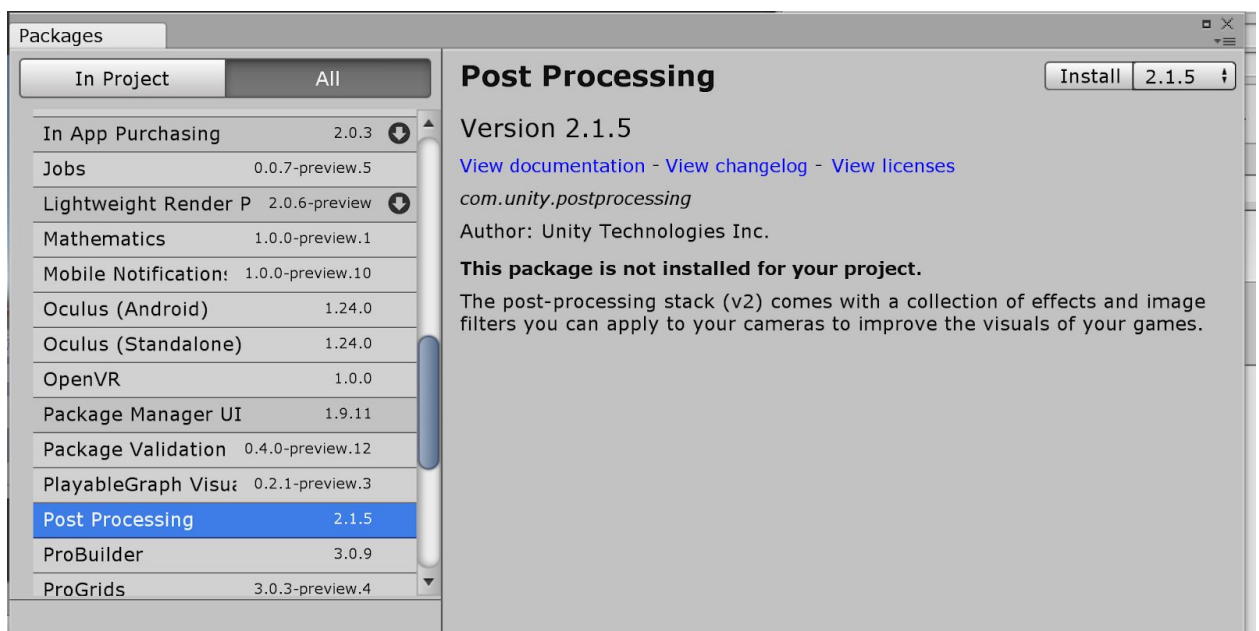 Packages
In Project All
In App Purchasing 2.0.3
Jobs 0.0.7-preview.5
Lightweight Render P 2.0.6-preview
Mathematics 1.0.0-preview.1
Mobile Notification 1.0.0-preview.10
Oculus (Android) 1.24.0
Oculus (Standalone) 1.24.0
OpenVR 1.0.0
Package Manager UI 1.9.11
Package Validation 0.4.0-preview.12
PlayableGraph Visu 0.2.1-preview.3
Post Processing 2.1.5
ProBuilder 3.0.9
ProGrids 3.0.3-preview.4
Post Processing
Install 2.1.5
Version 2.1.5
View documentation - View changelog - View licenses
com.unity.postprocessing
Author: Unity Technologies Inc.
This package is not installed for your project.
The post-processing stack (v2) comes with a collection of effects and image
filters you can apply to your cameras to improve the visuals of your games.